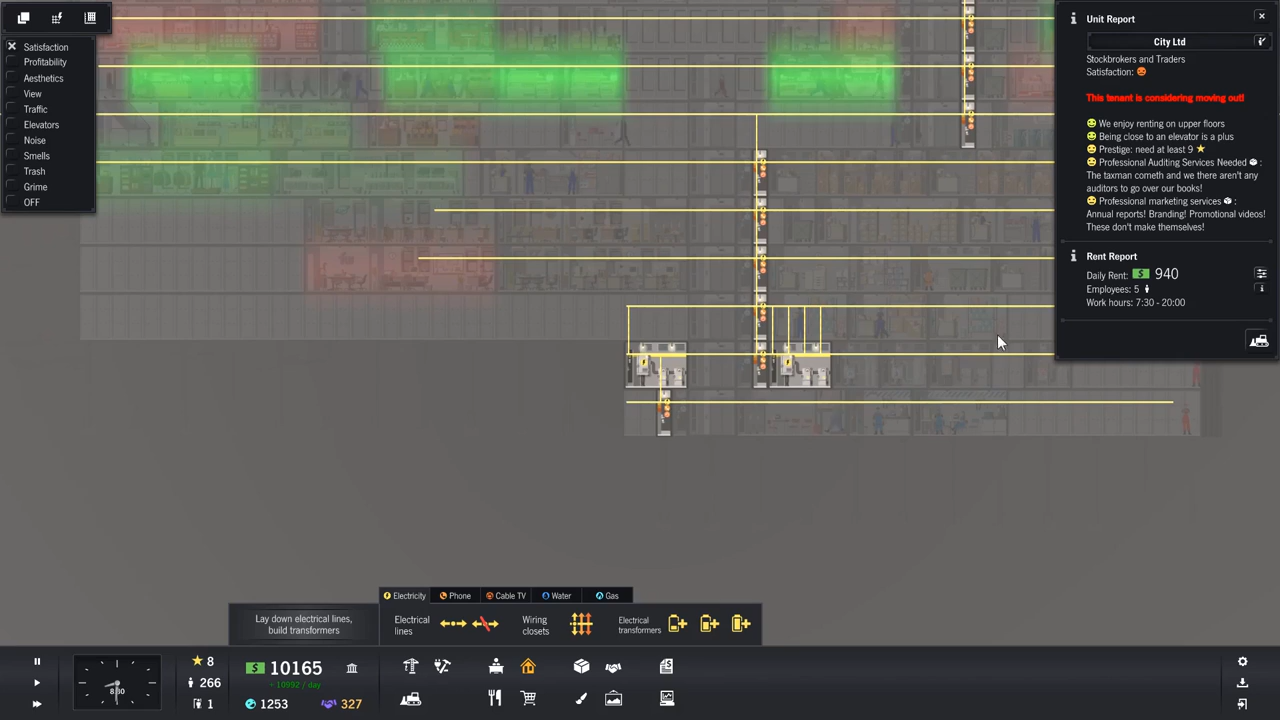 Satisfaction
Profitability
Aesthetics
View
Traffic
Elevators
Noise
Smells
Trash
Grime
OFF
Unit Report
City Ltd
Stockbrokers and Traders
Satisfaction:
This tenant is considering moving out!
We enjoy renting on upper floors
Being close to an elevator is a plus
Prestige: need at least 9
Professional Auditing Services Needed :
The taxman cometh and we there aren't any
auditors to go over our books!
Professional marketing services :
Annual reports! Branding! Promotional videos!
These don't make themselves!
Rent Report
Daily Rent: $ 940
Employees: 5
Work hours: 7:30 - 20:00
Electricity
Phone
Cable TV
Water
Gas
Lay down electrical lines,
build transformers
Electrical
lines
Wiring
closets
Electrical
transformers
8:30
8
266
1
$ 10165
+10992 / day
1253
327